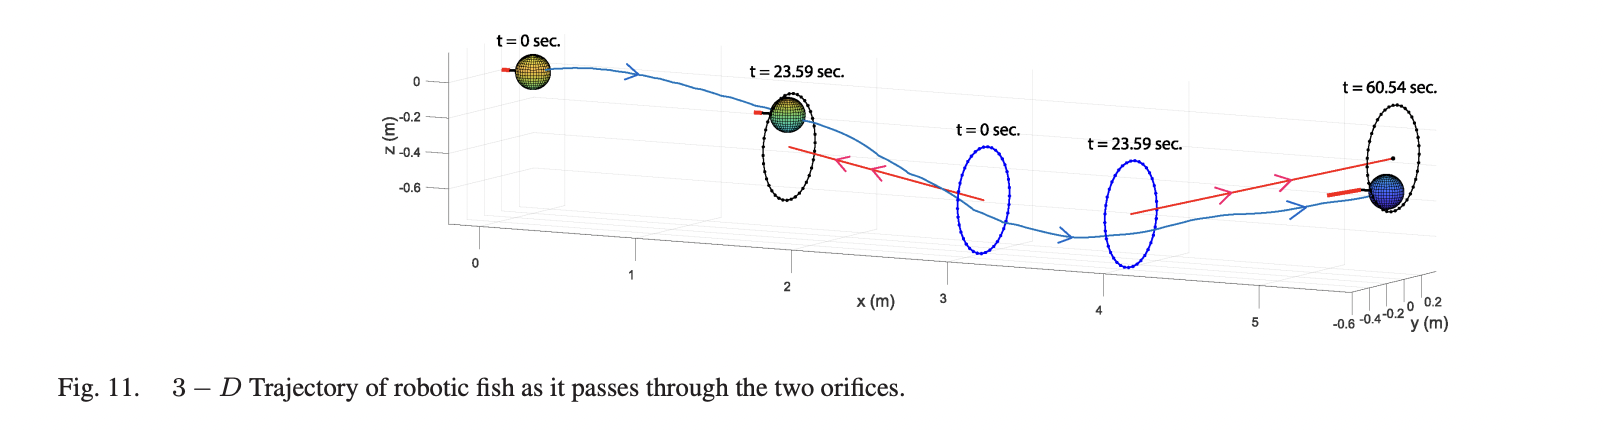 t = 0 sec.
t = 23.59 sec.
t = 0 sec.
t = 23.59 sec.
t = 60.54 sec.
0
-0.2
-0.4
-0.6
z (m)
0
1
2
3
4
5
x (m)
-0.6
-0.4
-0.2
0
0.2
y (m)
Fig. 11. 3 − D Trajectory of robotic fish as it passes through the two orifices.